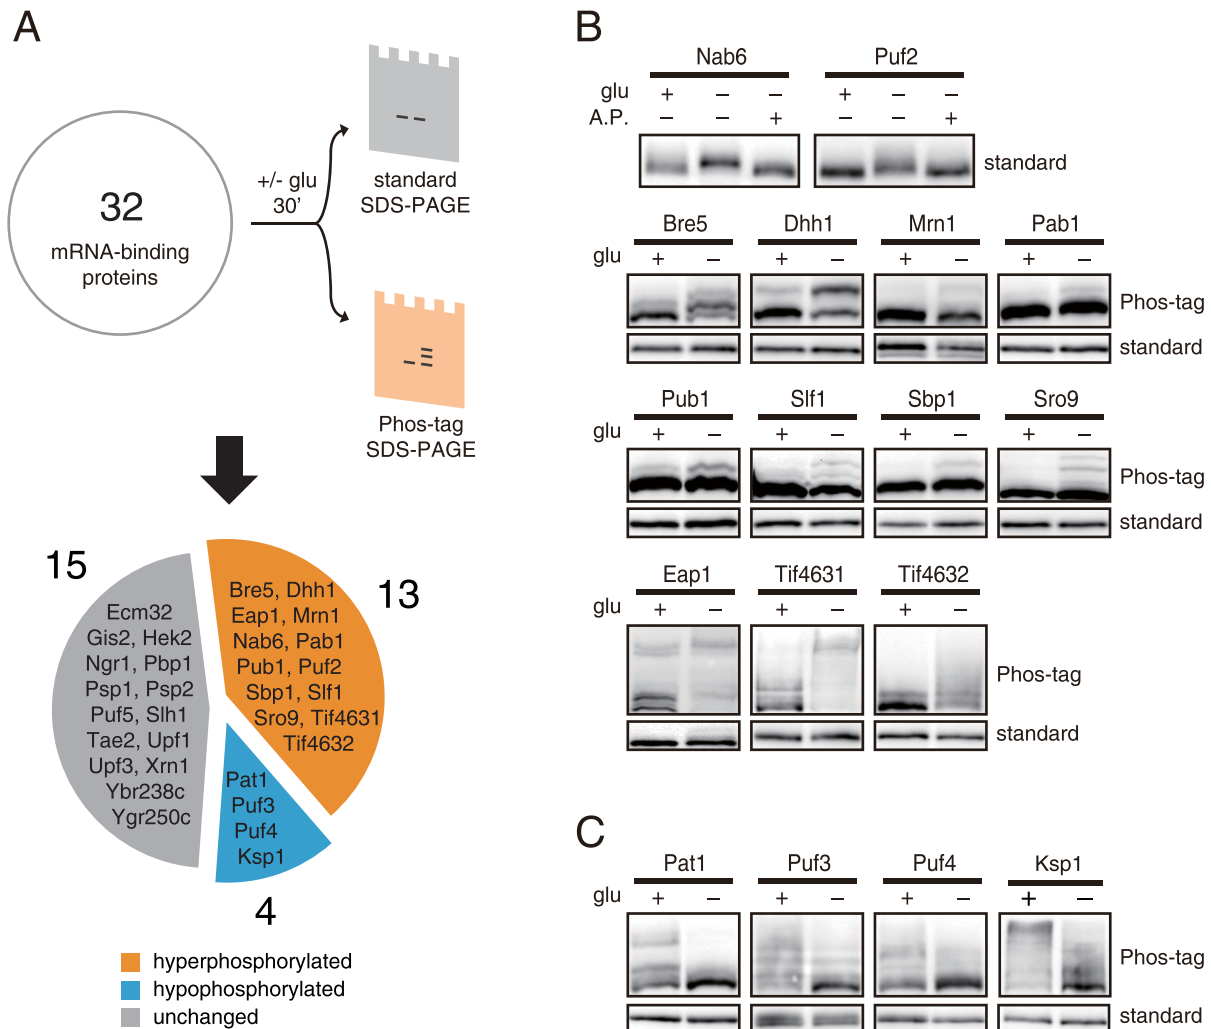 A
32
mRNA-binding
proteins
+/- glu
30’
standard
SDS-PAGE
Phos-tag
SDS-PAGE
15
Ecm32
Gis2, Hek2
Ngr1, Pbp1
Psp1, Psp2
Puf5, Slh1
Tae2, Upf1
Upf3, Xrn1
Ybr238c
Ygr250c
13
Bre5, Dhh1
Eap1, Mrn1
Nab6, Pab1
Pub1, Puf2
Sbp1, Slf1
Sro9, Tif4631
Tif4632
Pat1
Puf3
Puf4
Ksp1
4
hyperphosphorylated
hypophosphorylated
unchanged
B
Nab6 Puf2
glu + – – + – –
A.P. – – + – – +
standard
Bre5 Dhh1 Mrn1 Pab1
glu + – + – + – + –
Phos-tag
standard
Pub1 Slf1 Sbp1 Sro9
glu + – + – + – + –
Phos-tag
standard
Eap1 Tif4631 Tif4632
glu + – + – + –
Phos-tag
standard
C
Pat1 Puf3 Puf4 Ksp1
glu + – + – + – + –
Phos-tag
standard